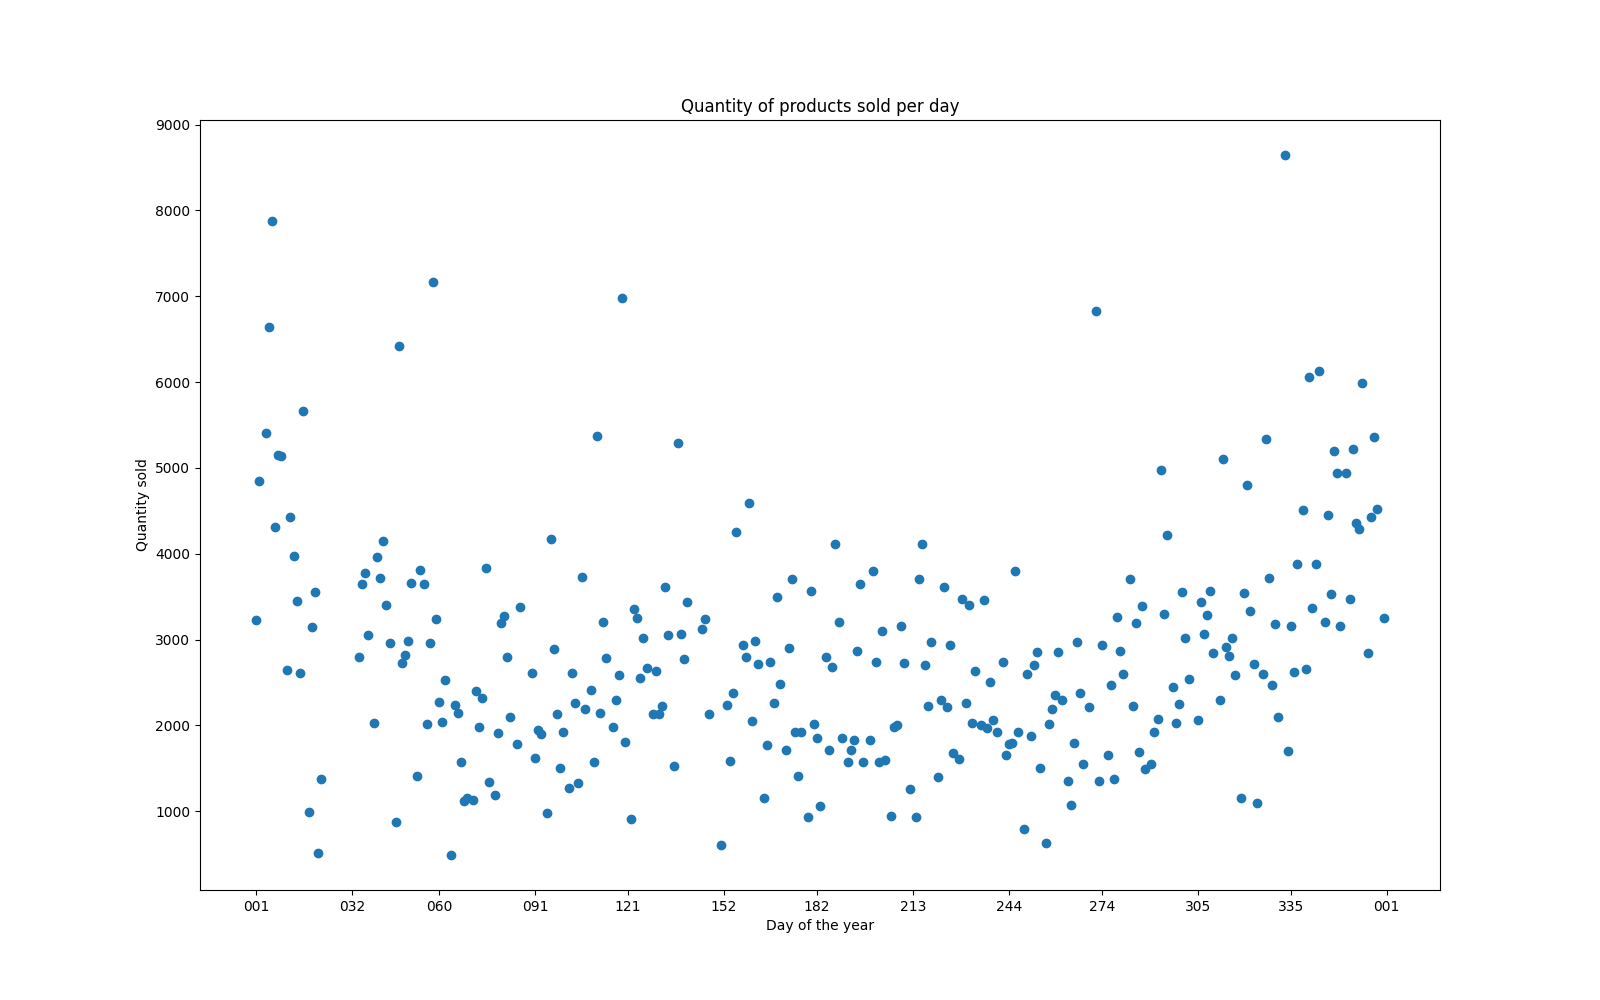 Quantity of products sold per day
9000
8000
7000
6000
5000
4000
3000
2000
1000
Quantity sold
001 032 060 091 121 152 182 213 244 274 305 335 001
Day of the year